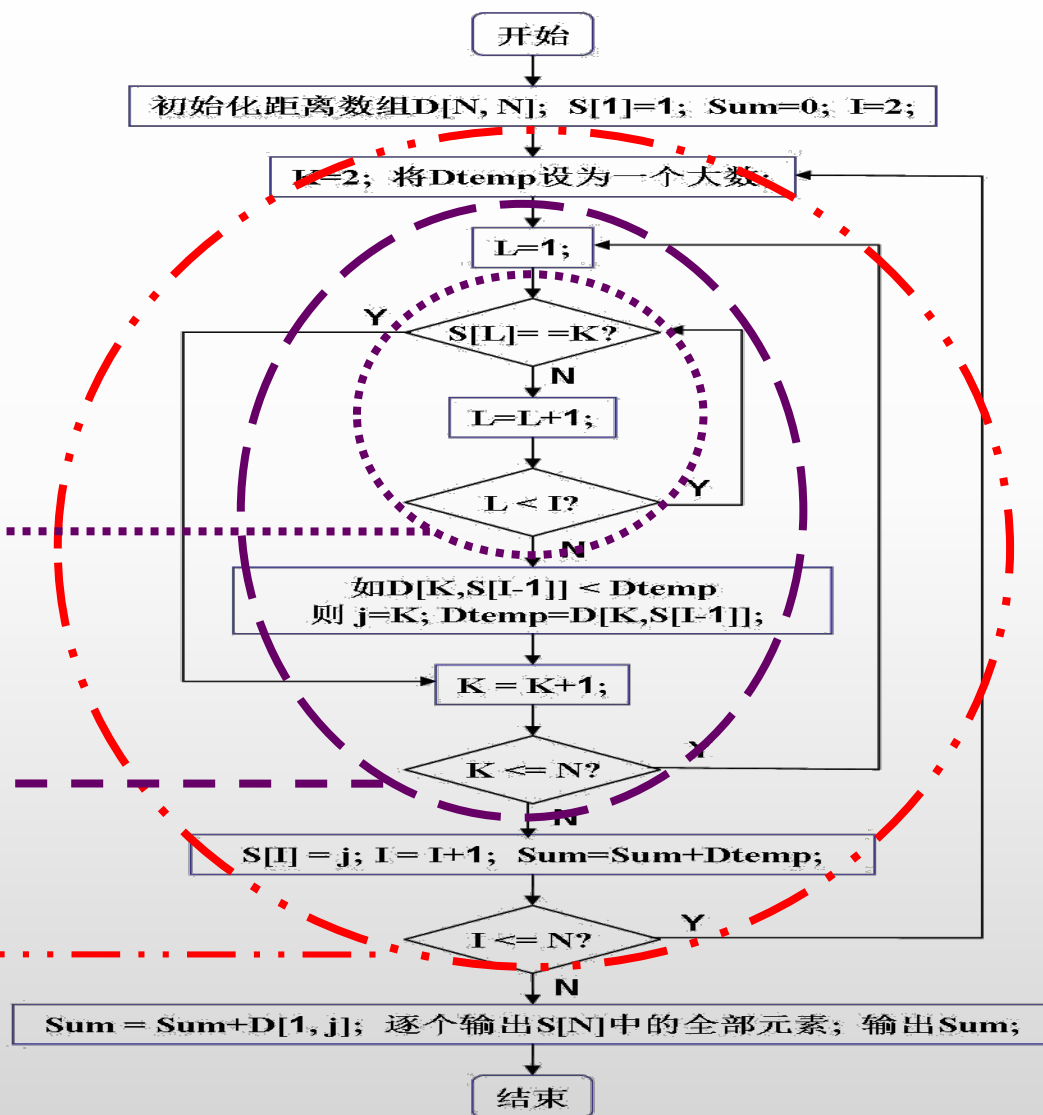 开始
初始化距离数组D[N, N]; S[1]=1; Sum=0; I=2;
K=2; 将Dtemp设为一个大数;
L=1;
Y
S[L]= =K?
N
L=L+1;
L < I?
Y
N
如D[K,S[I-1]] < Dtemp
则 j=K; Dtemp=D[K,S[I-1]];
K = K+1;
K <= N?
Y
N
S[I] = j; I = I+1; Sum=Sum+Dtemp;
I <= N?
Y
N
Sum = Sum+D[1, j]; 逐个输出S[N]中的全部元素; 输出Sum;
结束